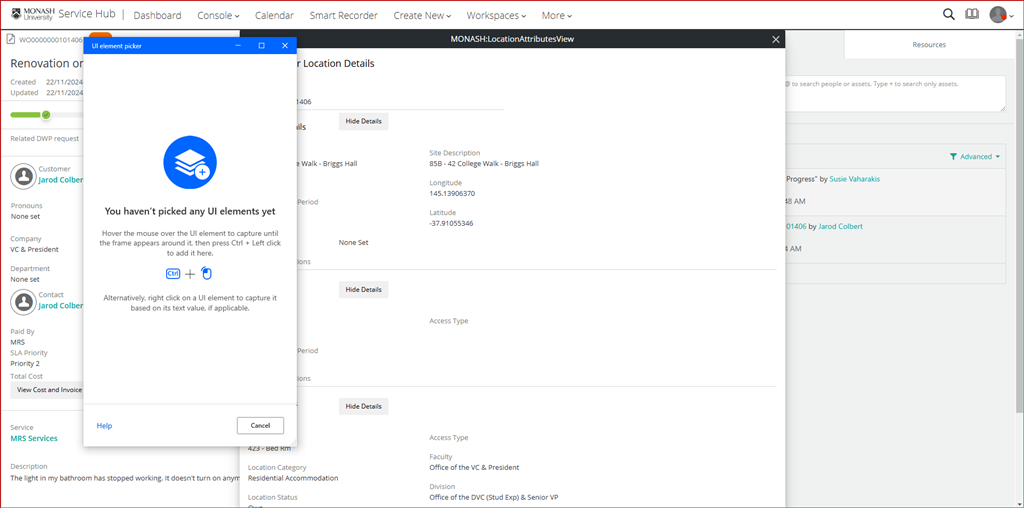 MONASH University Service Hub Dashboard Console Calendar Smart Recorder Create New Workspaces More
WO0000000101406
Renovation or
Created 22/11/2024
Updated 22/11/2024
Related DWP request
Customer
Jarod Colbert
Pronouns
None set
Company
VC & President
Department
None set
Contact
Jarod Colbert
Paid By
MRS
SLA Priority
Priority 2
Total Cost
View Cost and Invoice
Service
MRS Services
Description
The light in my bathroom has stopped working. It doesn't turn on anym
UI element picker
You haven't picked any UI elements yet
Hover the mouse over the UI element to capture until
the frame appears around it, then press Ctrl + Left click
to add it here.
Ctrl +
Alternatively, right click on a UI element to capture it
based on its text value, if applicable.
Help Cancel
MONASH:LocationAttributesView
r Location Details
1406
Hide Details
ils
Site Description
e Walk - Briggs Hall 85B - 42 College Walk - Briggs Hall
Longitude
145.13906370
Period
Latitude
-37.91055346
None Set
ions
Hide Details
Access Type
Period
ions
Hide Details
Access Type
423 - Bed Rm
Faculty
Office of the VC & President
Location Category
Residential Accommodation
Division
Office of the DVC (Stud Exp) & Senior VP
Location Status
Resources
@ to search people or assets. Type + to search only assets.
Advanced
Progress" by Susie Vaharakis
48 AM
01406 by Jarod Colbert
4 AM